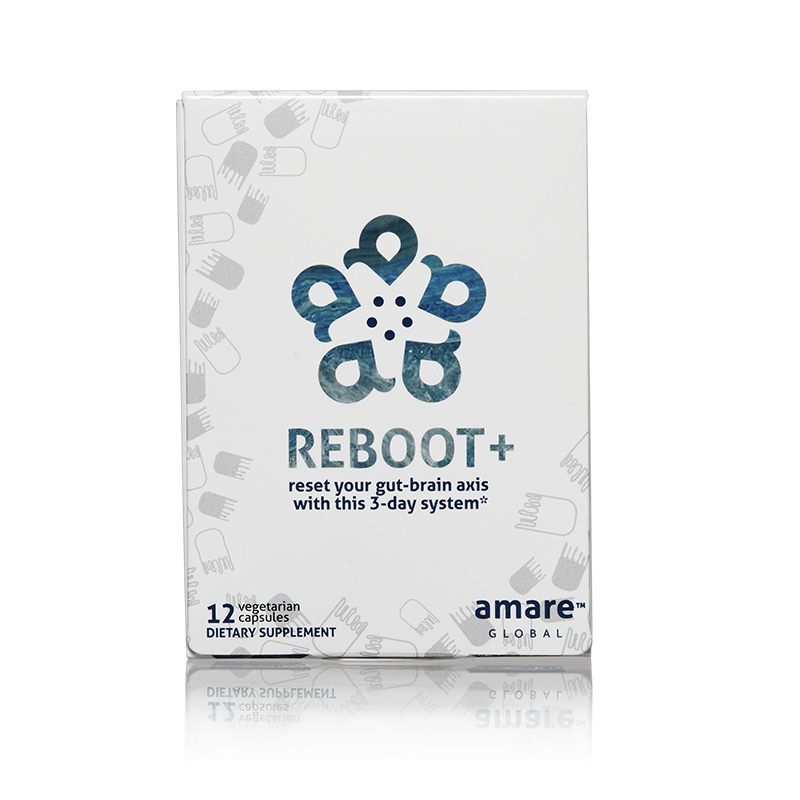 REBOOT+
reset your gut-brain axis
with this 3-day system*
12 vegetarian
capsules
DIETARY SUPPLEMENT
amare™
GLOBAL